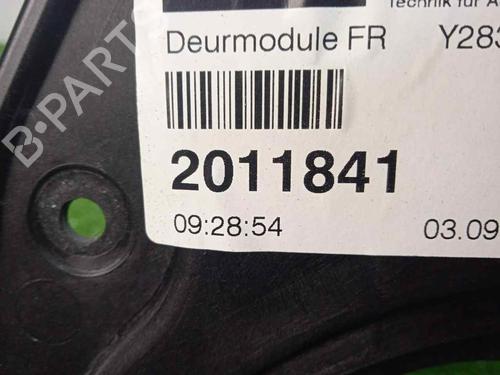 Technik für A
Deurmodule FR Y283
2011841
09:28:54 03.09
B-PARTS